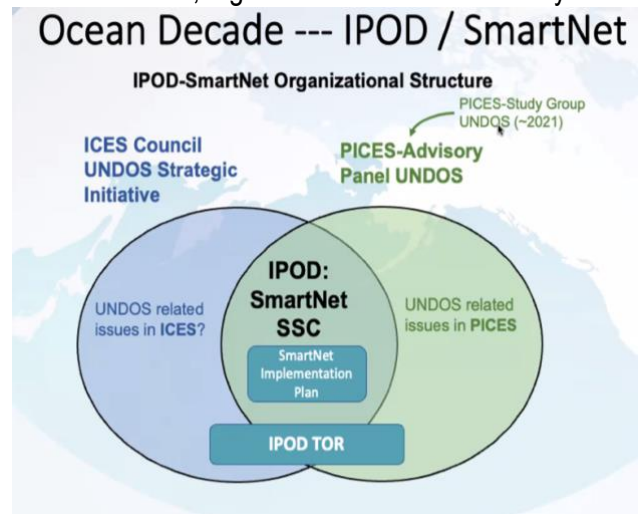 Ocean Decade --- IPOD / SmartNet
IPOD-SmartNet Organizational Structure
PICES-Study Group
UNDOS (~2021)
ICES Council
UNDOS Strategic
Initiative
PICES-Advisory
Panel UNDOS
IPOD:
SmartNet
SSC
UNDOS related
issues in ICES?
UNDOS related
issues in PICES
SmartNet
Implementation
Plan
IPOD TOR